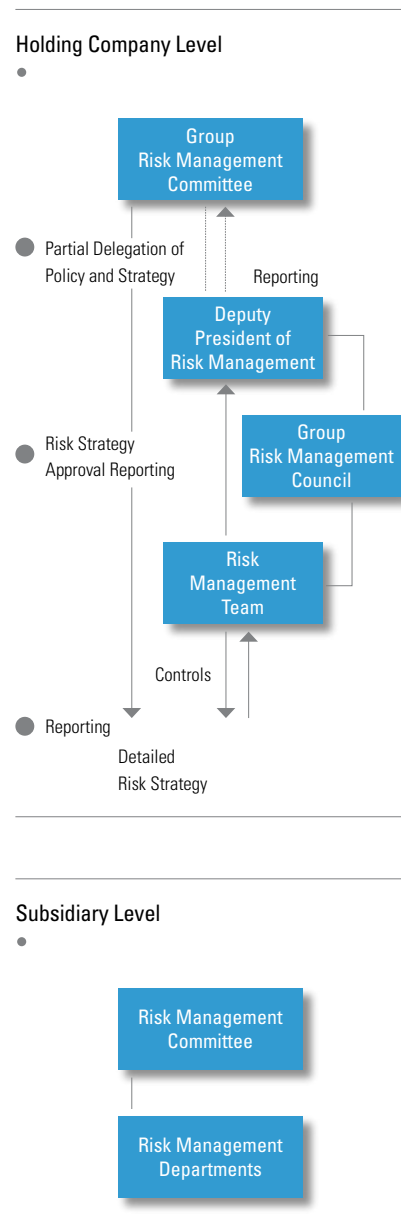 Holding Company Level
Group
Risk Management
Committee
Partial Delegation of
Policy and Strategy
Reporting
Deputy
President of
Risk Management
Group
Risk Management
Council
Risk Strategy
Approval Reporting
Risk
Management
Team
Controls
Reporting
Detailed
Risk Strategy
Subsidiary Level
Risk Management
Committee
Risk Management
Departments